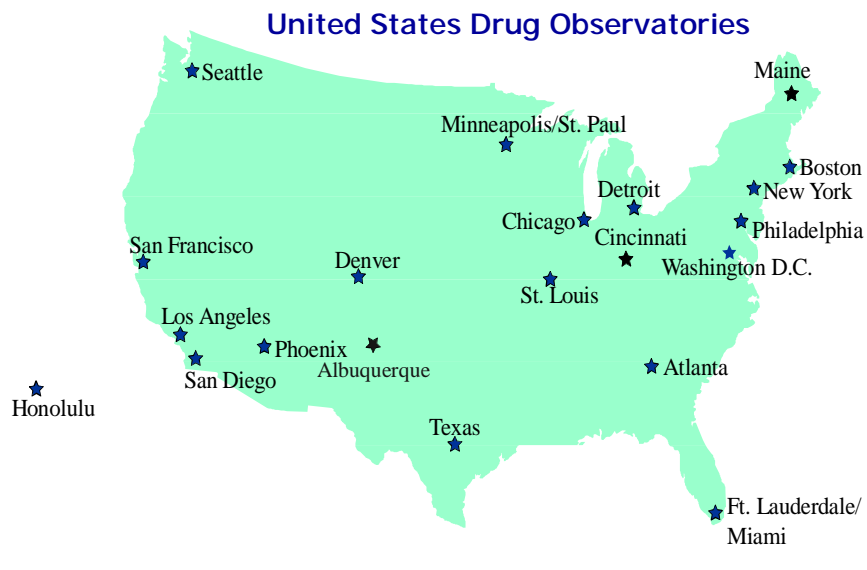 United States Drug Observatories
Maine
Seattle
Minneapolis/St. Paul
Boston
Detroit
New York
Chicago
Philadelphia
Cincinnati
San Francisco
Denver
Washington D.C.
St. Louis
Los Angeles
Phoenix
Albuquerque
Atlanta
San Diego
Honolulu
Texas
Ft. Lauderdale/
Miami